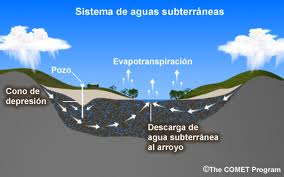 Sistema de aguas subterráneas
Evapotranspiración
Pozo
Cono de
depresión
Descarga de
agua subterránea
al arroyo
©The COMET Program